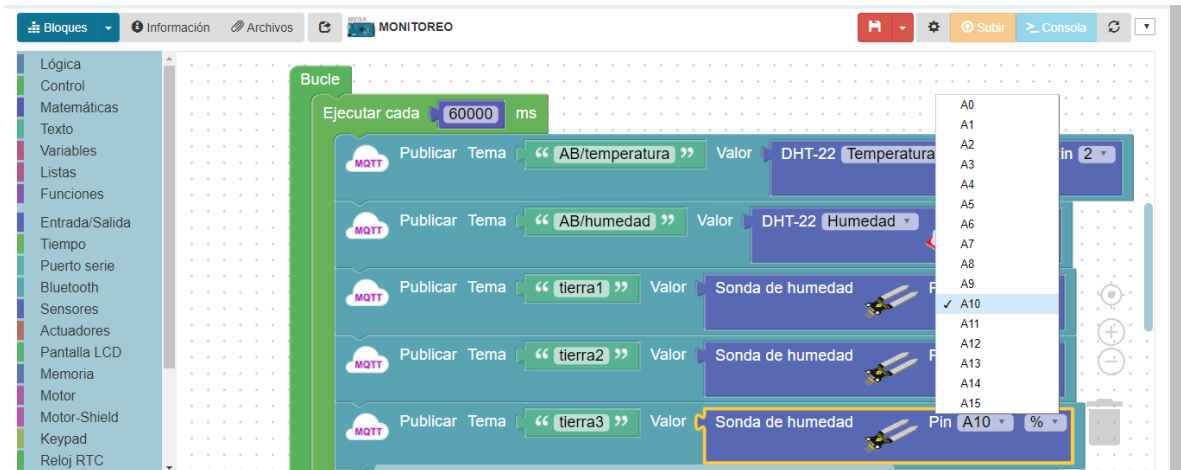 Bloques Información Archivos MEGA MONITOREO Subir >_ Consola
Lógica
Control
Matemáticas
Texto
Variables
Listas
Funciones
Entrada/Salida
Tiempo
Puerto serie
Bluetooth
Sensores
Actuadores
Pantalla LCD
Memoria
Motor
Motor-Shield
Keypad
Reloj RTC
Bucle
Ejecutar cada 60000 ms
MQTT Publicar Tema “ AB/temperatura ” Valor DHT-22 Temperatura in 2
MQTT Publicar Tema “ AB/humedad ” Valor DHT-22 Humedad
MQTT Publicar Tema “ tierra1 ” Valor Sonda de humedad
MQTT Publicar Tema “ tierra2 ” Valor Sonda de humedad
MQTT Publicar Tema “ tierra3 ” Valor Sonda de humedad Pin A10 %
A0
A1
A2
A3
A4
A5
A6
A7
A8
A9
✓ A10
A11
A12
A13
A14
A15